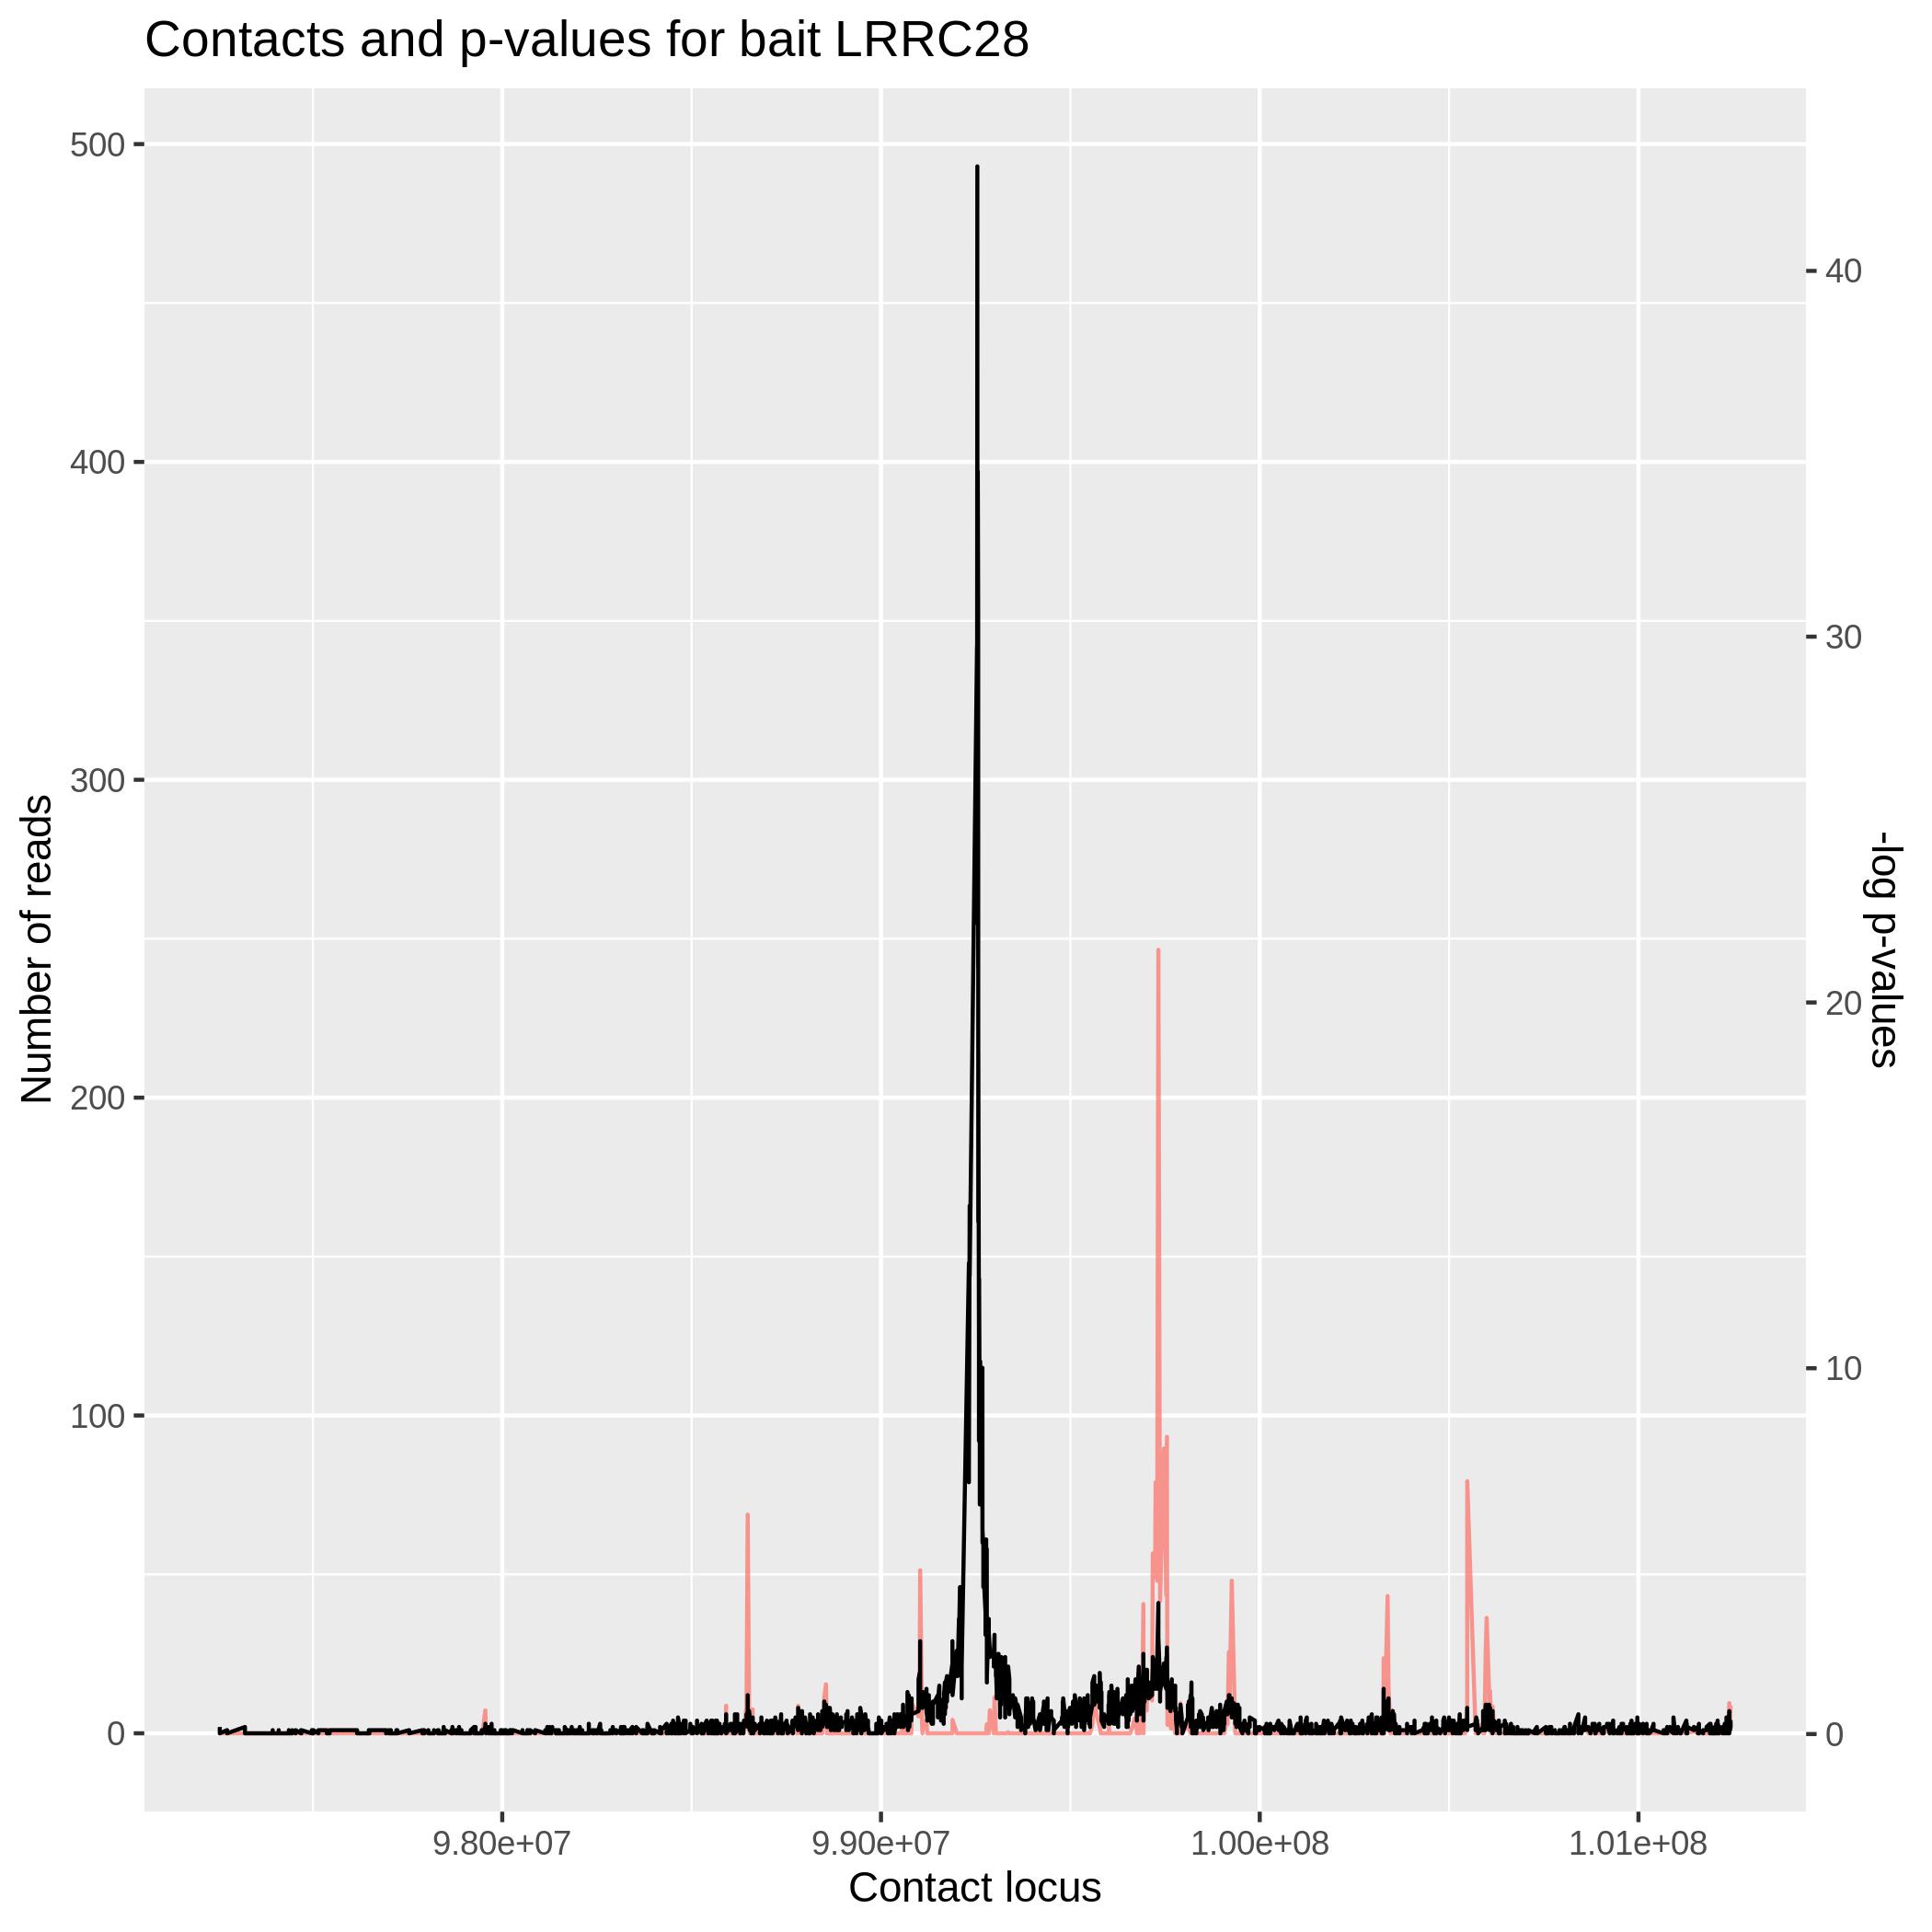 Contacts and p-values for bait LRRC28
500
400
300
200
100
0
Number of reads
40
30
20
10
0
-log p-values
9.80e+07
9.90e+07
1.00e+08
1.01e+08
Contact locus